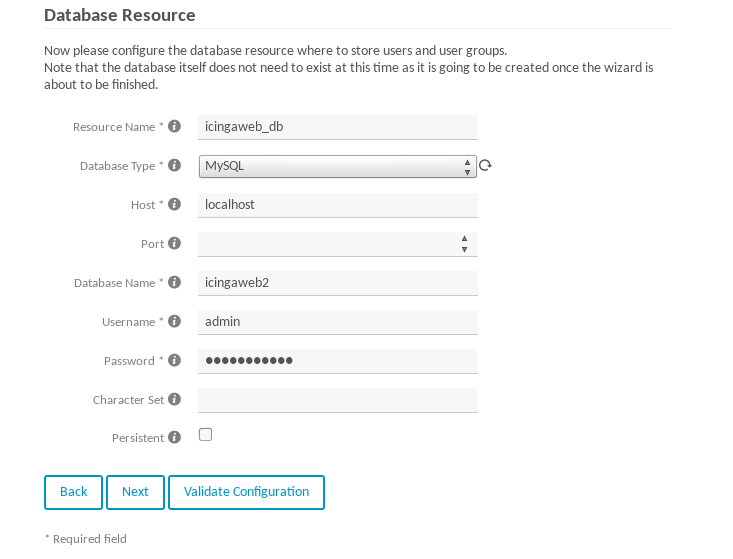 Database Resource
Now please configure the database resource where to store users and user groups.
Note that the database itself does not need to exist at this time as it is going to be created once the wizard is
about to be finished.
Resource Name * icingaweb_db
Database Type * MySQL
Host * localhost
Port
Database Name * icingaweb2
Username * admin
Password * ●●●●●●●●●●●
Character Set
Persistent
Back Next Validate Configuration
* Required field